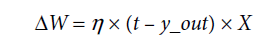 ΔW = η × (t − y_out) × X